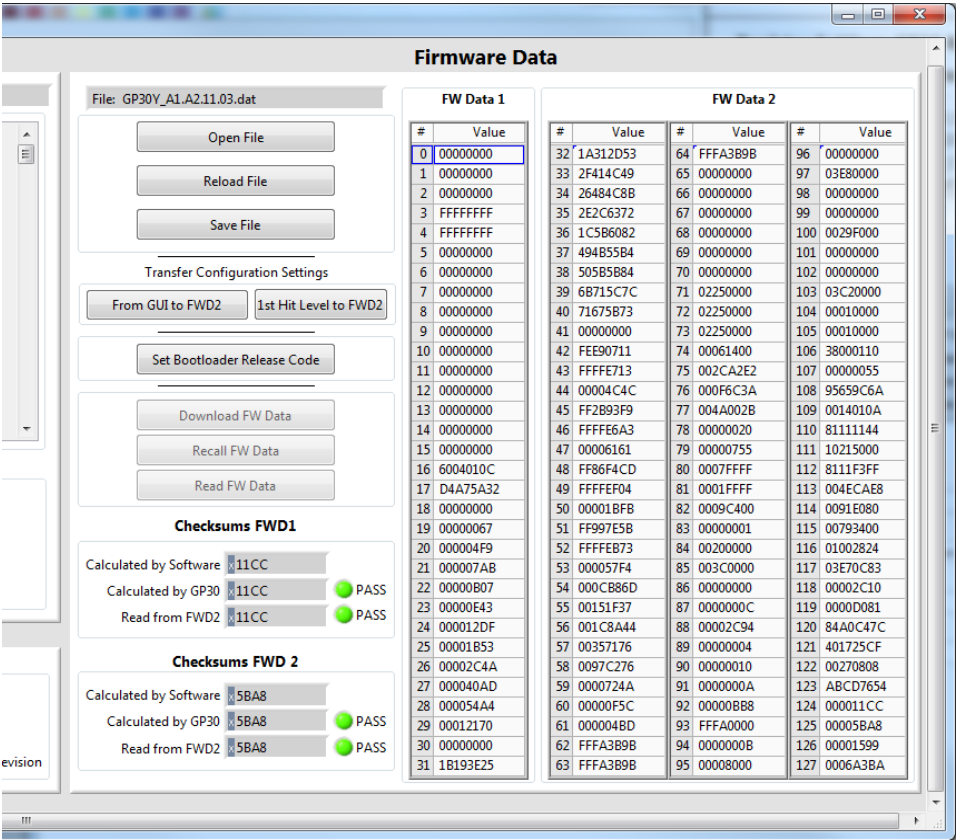 Firmware Data
File: GP30Y_A1.A2.11.03.dat
Open File
Reload File
Save File
Transfer Configuration Settings
From GUI to FWD2 1st Hit Level to FWD2
Set Bootloader Release Code
Download FW Data
Recall FW Data
Read FW Data
Checksums FWD1
Calculated by Software x11CC
Calculated by GP30 x11CC PASS
Read from FWD2 x11CC PASS
Checksums FWD 2
Calculated by Software x5BA8
Calculated by GP30 x5BA8 PASS
Read from FWD2 x5BA8 PASS
evision
FW Data 1
# Value
0 00000000
1 00000000
2 00000000
3 FFFFFFFF
4 FFFFFFFF
5 00000000
6 00000000
7 00000000
8 00000000
9 00000000
10 00000000
11 00000000
12 00000000
13 00000000
14 00000000
15 00000000
16 6004010C
17 D4A75A32
18 00000000
19 00000067
20 000004F9
21 000007AB
22 00000B07
23 00000E43
24 000012DF
25 00001B53
26 00002C4A
27 000040AD
28 000054A4
29 00012170
30 00000000
31 1B193E25
FW Data 2
# Value # Value # Value
32 1A312D53 64 FFFA3B9B 96 00000000
33 2F414C49 65 00000000 97 03E80000
34 26484C8B 66 00000000 98 00000000
35 2E2C6372 67 00000000 99 00000000
36 1C5B6082 68 00000000 100 0029F000
37 494B55B4 69 00000000 101 00000000
38 505B5B84 70 00000000 102 00000000
39 6B715C7C 71 02250000 103 03C20000
40 71675B73 72 02250000 104 00010000
41 00000000 73 02250000 105 00010000
42 FEE90711 74 00061400 106 38000110
43 FFFFE713 75 002CA2E2 107 00000055
44 00004C4C 76 000F6C3A 108 95659C6A
45 FF2B93F9 77 004A002B 109 0014010A
46 FFFFE6A3 78 00000020 110 81111144
47 00006161 79 00000755 111 10215000
48 FF86F4CD 80 0007FFFF 112 8111F3FF
49 FFFFEF04 81 0001FFFF 113 004ECAE8
50 00001BFB 82 0009C400 114 0091E080
51 FF997E5B 83 00000001 115 00793400
52 FFFFEB73 84 00200000 116 01002824
53 000057F4 85 003C0000 117 03E70C83
54 000CB86D 86 00000000 118 00002C10
55 00151F37 87 0000000C 119 0000D081
56 001C8A44 88 00002C94 120 84A0C47C
57 00357176 89 00000004 121 401725CF
58 0097C276 90 00000010 122 00270808
59 0000724A 91 0000000A 123 ABCD7654
60 00000F5C 92 00000BB8 124 000011CC
61 000004BD 93 FFFA0000 125 00005BA8
62 FFFA3B9B 94 0000000B 126 00001599
63 FFFA3B9B 95 00008000 127 0006A3BA